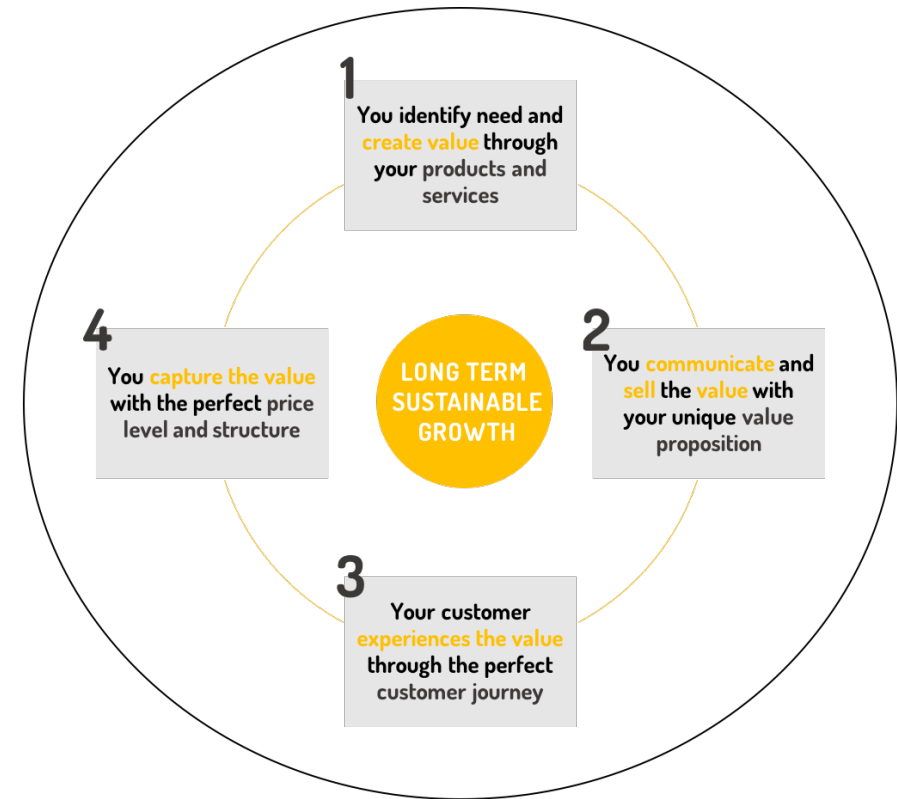 1
You identify need and
create value through
your products and
services
2
You communicate and
sell the value with
your unique value
proposition
3
Your customer
experiences the value
through the perfect
customer journey
4
You capture the value
with the perfect price
level and structure
LONG TERM
SUSTAINABLE
GROWTH